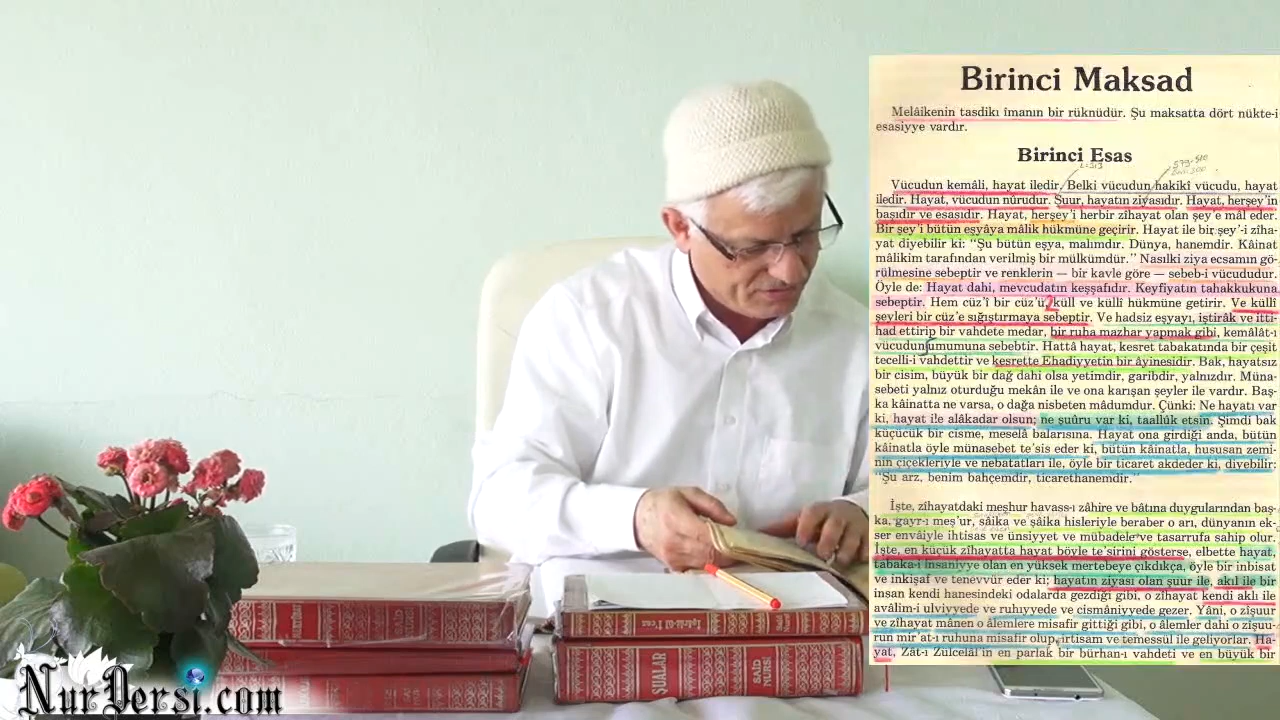 Birinci Maksad
Melâikenin tasdikı îmanın bir rüknüdür. Şu maksatta dört nükte-i
esasiyye vardır.
Birinci Esas
Vücudun kemâli, hayat iledir. Belki vücudun hakikî vücudu, hayat
iledir. Hayat, vücudun nûrudur. Şuur, hayatın ziyasıdır. Hayat, herşey'in
başıdır ve esasıdır. Hayat, herşey'i herbir zîhayat olan şey'e mâl eder.
Bir şey'i bütün eşyâya mâlik hükmüne geçirir. Hayat ile bir şey'-i zîha-
yat diyebilir ki: "Şu bütün eşya, malımdır. Dünya, hanemdir. Kâinat
mâlikim tarafından verilmiş bir mülkümdür." Nasılki ziya ecsamın gö-
rülmesine sebeptir ve renklerin — bir kavle göre — sebeb-i vücududur.
Öyle de: Hayat dahi, mevcudatın keşşafıdır. Keyfiyatın tahakkukuna
sebeptir. Hem cüz'î bir cüz'ü, küll ve küllî hükmüne getirir. Ve küllî
şeyleri bir cüz'e sığıştırmaya sebeptir. Ve hadsiz eşyayı, iştirâk ve itti-
had ettirip bir vahdete medar, bir ruha mazhar yapmak gibi, kemâlât-ı
vücudun umumuna sebebtir. Hattâ hayat, kesret tabakatında bir çeşit
tecelli-i vahdettir ve kesrette Ehadiyyetin bir âyinesidir. Bak, hayatsız
bir cisim, büyük bir dağ dahi olsa yetimdir, garibdir, yalnızdır. Müna-
sebeti yalnız oturduğu mekân ile ve ona karışan şeyler ile vardır. Baş-
ka kâinatta ne varsa, o dağa nisbeten mâdumdur. Çünki: Ne hayatı var
ki, hayat ile alâkadar olsun; ne şuûru var ki, taallûk etsin. Şimdi bak
küçücük bir cisme, meselâ balarısına. Hayat ona girdiği anda, bütün
kâinatla öyle münasebet te'sis eder ki, bütün kâinatla, hususan zemi-
nin çiçekleriyle ve nebatatları ile, öyle bir ticaret akdeder ki, diyebilir:
"Şu arz, benim bahçemdir, ticarethanemdir."
İşte, zîhayatdaki meşhur havass-ı zâhire ve bâtına duygularından baş-
ka, gayr-ı meş'ur, sâika ve şâika hisleriyle beraber o arı, dünyanın ek-
ser envâiyle ihtisas ve ünsiyyet ve mübadele ve tasarrufa sahip olur.
İşte, en küçük zîhayatta hayat böyle te'sirini gösterse, elbette hayat,
tabaka-i insaniyye olan en yüksek mertebeye çıkdıkça, öyle bir inbisat
ve inkişaf ve tenevvür eder ki; hayatın ziyası olan şuur ile, akıl ile bir
insan kendi hanesindeki odalarda gezdiği gibi, o zîhayat kendi aklı ile
avâlim-i ulviyyede ve ruhıyyede ve cismâniyyede gezer. Yâni, o zîşuur
ve zîhayat mânen o âlemlere misafir gittiği gibi, o âlemler dahi o zîşuu-
run mir'at-ı ruhuna misafir olup, irtisam ve temessül ile geliyorlar. Ha-
yat, Zât-ı Zülcelâl'in en parlak bir bürhan-ı vahdeti ve en büyük bir
ŞUALAR
SAİD
NURSİ
NurDersi.com